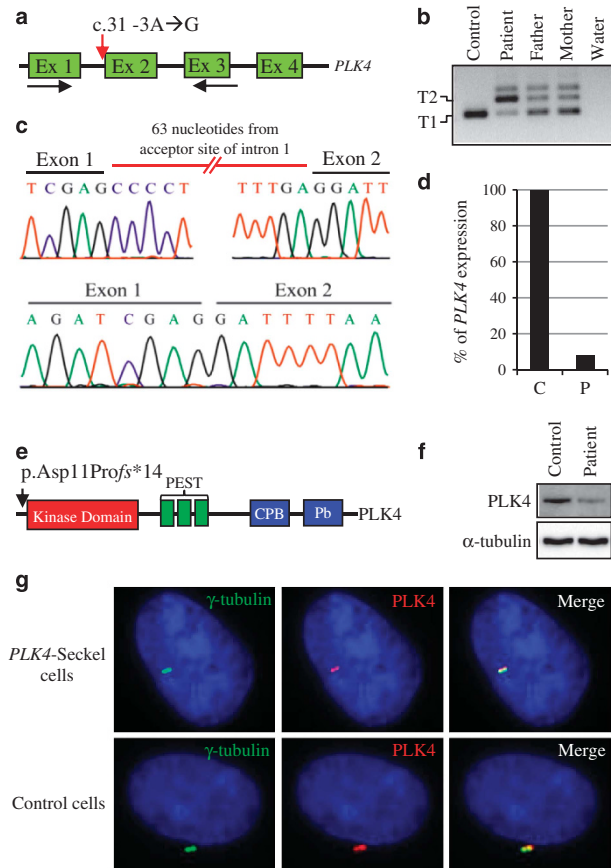 a
c.31 -3A→G
Ex 1 Ex 2 Ex 3 Ex 4 PLK4
b
Control Patient Father Mother Water
T2
T1
c
63 nucleotides from
acceptor site of intron 1
Exon 1 Exon 2
T C G A G C C C C T T T T G A G G A T T
Exon 1 Exon 2
A G A T C G A G G A T T T T A A
d
% of PLK4 expression
100
80
60
40
20
0
C P
e
p.Asp11Profs*14
PEST
Kinase Domain CPB Pb PLK4
f
Control Patient
PLK4
α-tubulin
g
γ-tubulin PLK4 Merge
PLK4-Seckel
cells
γ-tubulin PLK4 Merge
Control cells